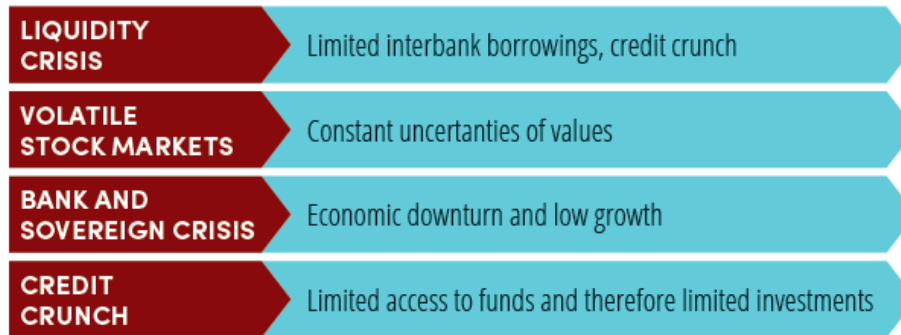 LIQUIDITY
CRISIS
Limited interbank borrowings, credit crunch
VOLATILE
STOCK MARKETS
Constant uncertanties of values
BANK AND
SOVEREIGN CRISIS
Economic downturn and low growth
CREDIT
CRUNCH
Limited access to funds and therefore limited investments